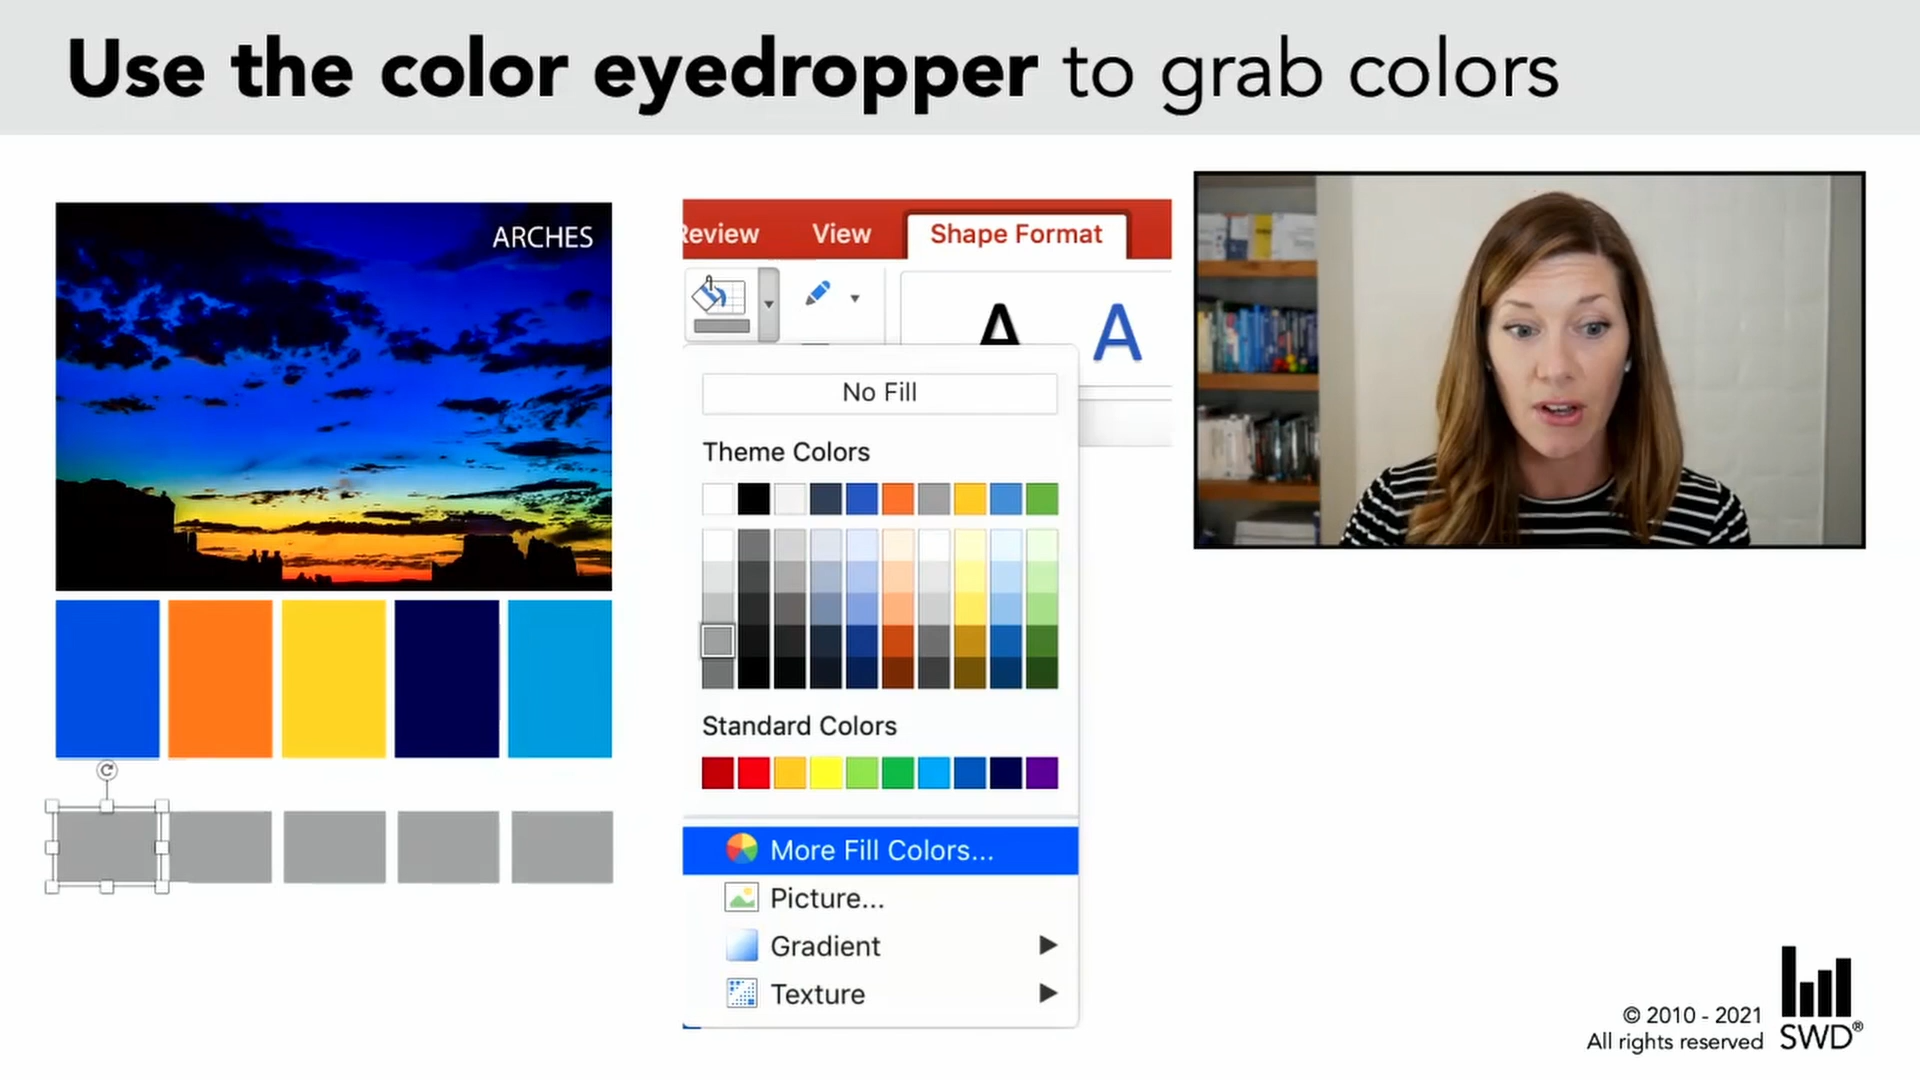 Use the color eyedropper to grab colors
ARCHES
Review View Shape Format
A A
No Fill
Theme Colors
Standard Colors
More Fill Colors...
Picture...
Gradient
Texture
© 2010 - 2021
All rights reserved
SWD®